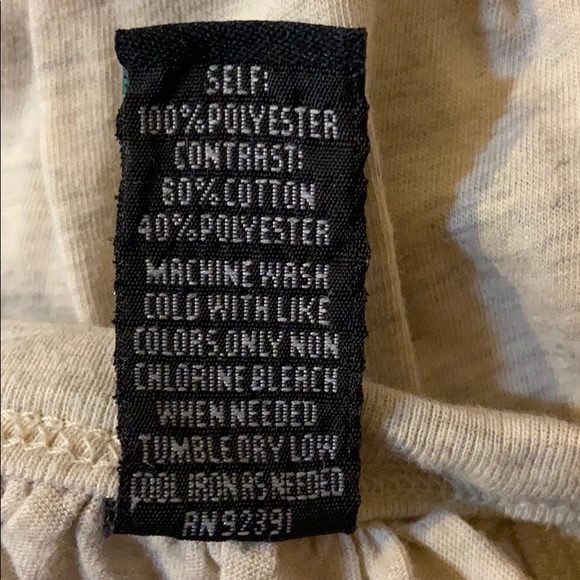 SELF:
100%POLYESTER
CONTRAST:
60%COTTON
40%POLYESTER
MACHINE WASH
COLD WITH LIKE
COLORS.ONLY NON
CHLORINE BLEACH
WHEN NEEDED
TUMBLE DRY LOW
COOL IRON AS NEEDED
RN 92391